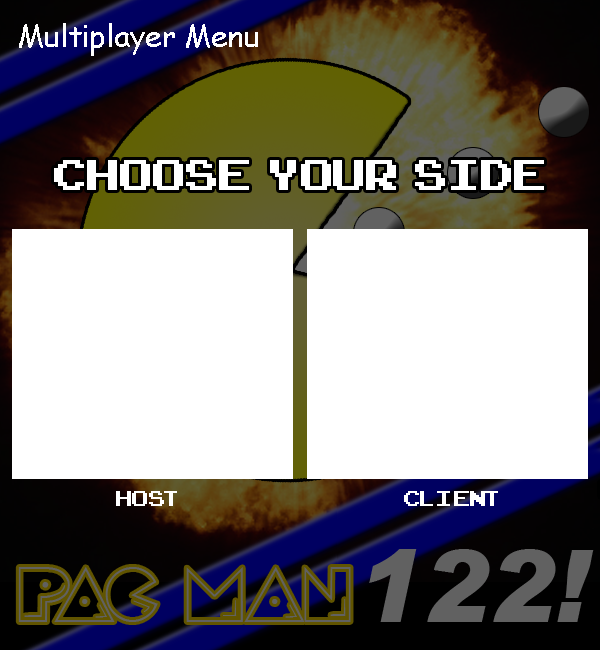 Multiplayer Menu
CHOOSE YOUR SIDE
HOST
CLIENT
PAC MAN 122!